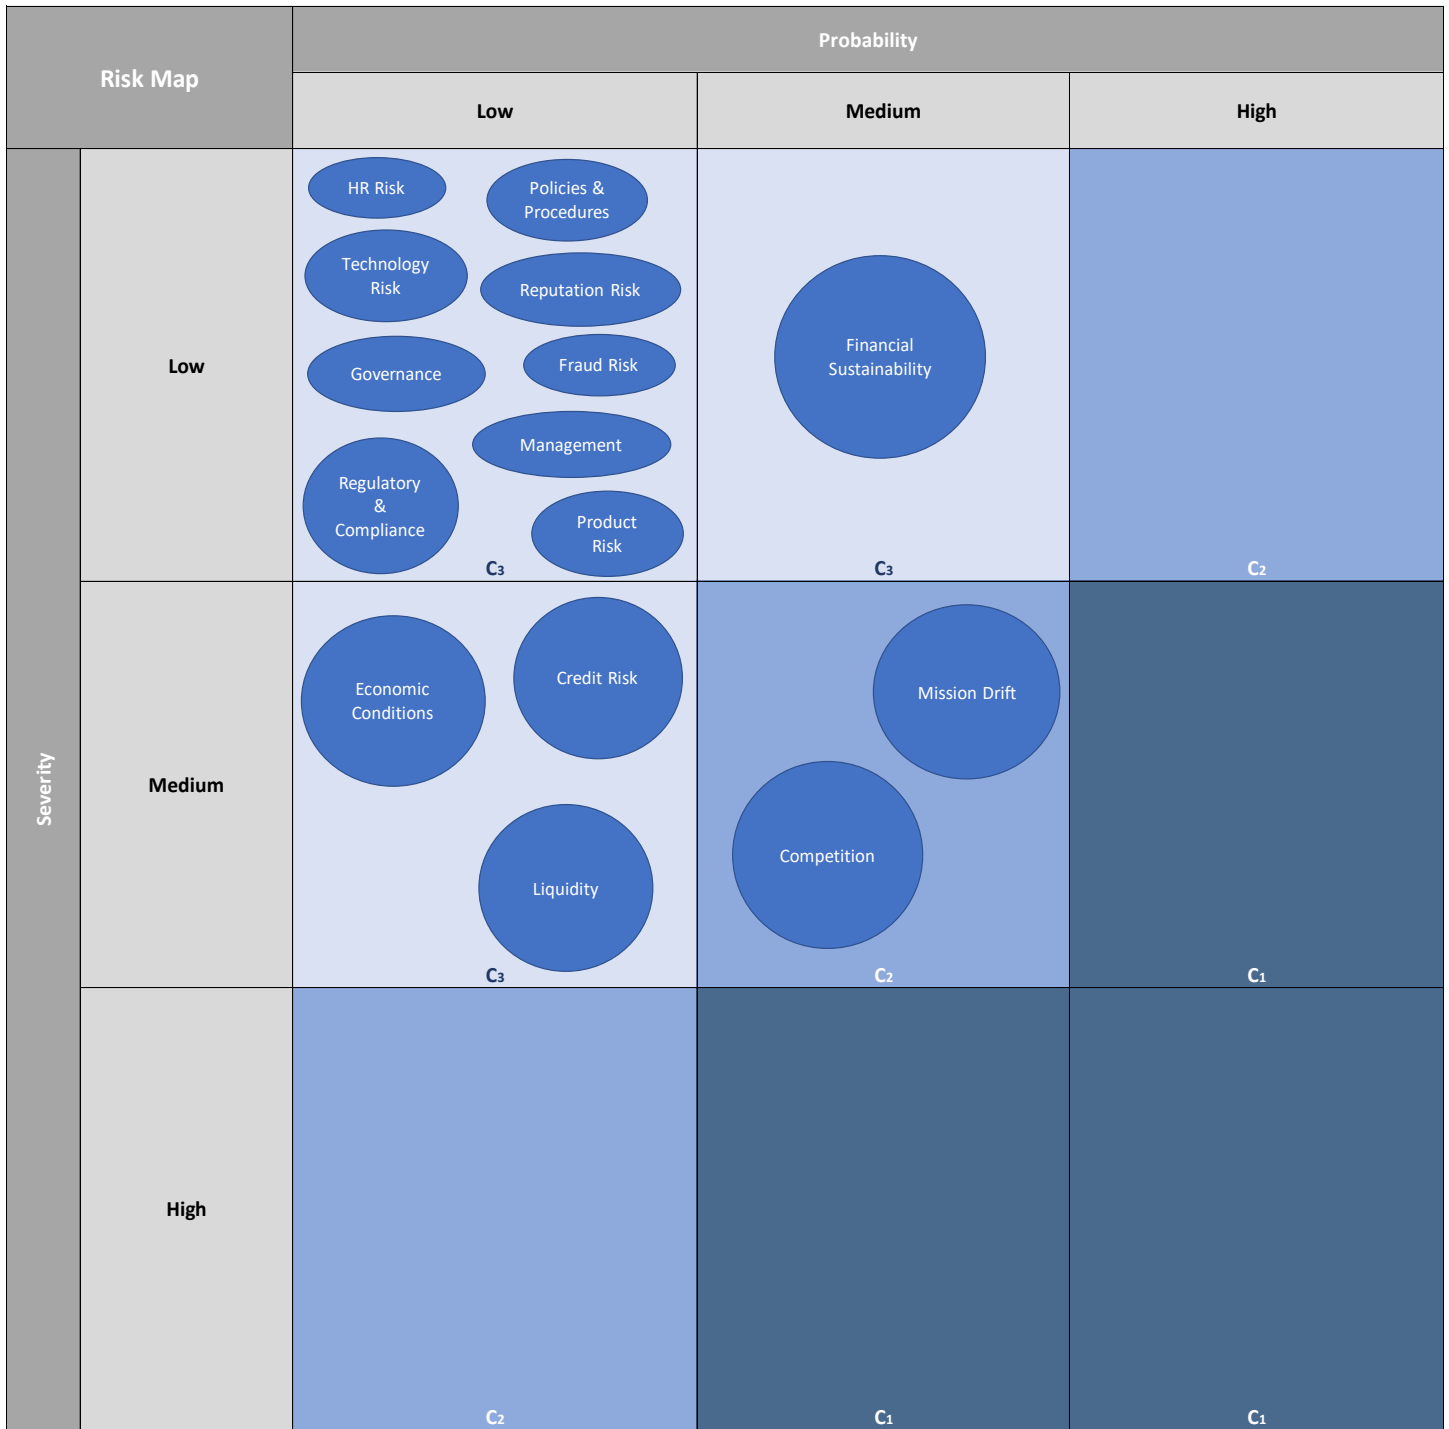 Risk Map
Probability
Low
Medium
High
Severity
Low
HR Risk
Policies &
Procedures
Technology
Risk
Reputation Risk
Governance
Fraud Risk
Management
Regulatory
&
Compliance
Product
Risk
C3
Financial
Sustainability
C3
C2
Medium
Economic
Conditions
Credit Risk
Liquidity
C3
Mission Drift
Competition
C2
C1
High
C2
C1
C1